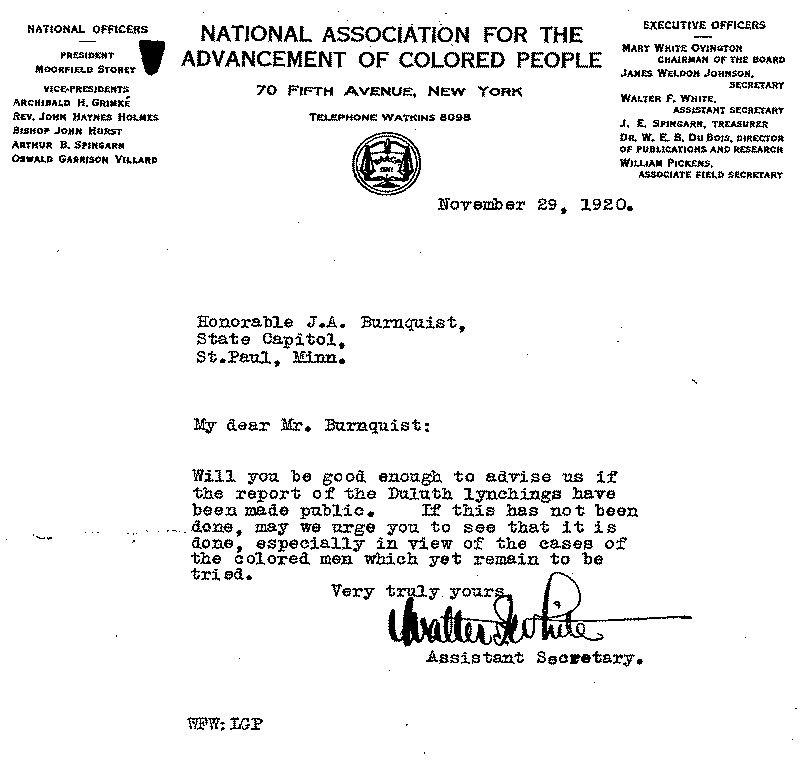 NATIONAL OFFICERS
PRESIDENT
MOORFIELD STOREY
VICE-PRESIDENTS
ARCHIBALD H. GRIMKÉ
REV. JOHN HAYNES HOLMES
BISHOP JOHN HURST
ARTHUR B. SPINGARN
OSWALD GARRISON VILLARD
NATIONAL ASSOCIATION FOR THE
ADVANCEMENT OF COLORED PEOPLE
70 FIFTH AVENUE, NEW YORK
TELEPHONE WATKINS 8098
EXECUTIVE OFFICERS
MARY WHITE OVINGTON
CHAIRMAN OF THE BOARD
JAMES WELDON JOHNSON,
SECRETARY
WALTER F. WHITE,
ASSISTANT SECRETARY
J. E. SPINGARN, TREASURER
DR. W. E. B. DU BOIS, DIRECTOR
OF PUBLICATIONS AND RESEARCH
WILLIAM PICKENS,
ASSOCIATE FIELD SECRETARY
November 29, 1920.
Honorable J.A. Burnquist,
State Capitol,
St.Paul, Minn.
My dear Mr. Burnquist:
Will you be good enough to advise us if
the report of the Duluth lynchings have
been made public. If this has not been
done, may we urge you to see that it is
done, especially in view of the cases of
the colored men which yet remain to be
tried.
Very truly yours,
Walter F White
Assistant Secretary.
WFW:LGP